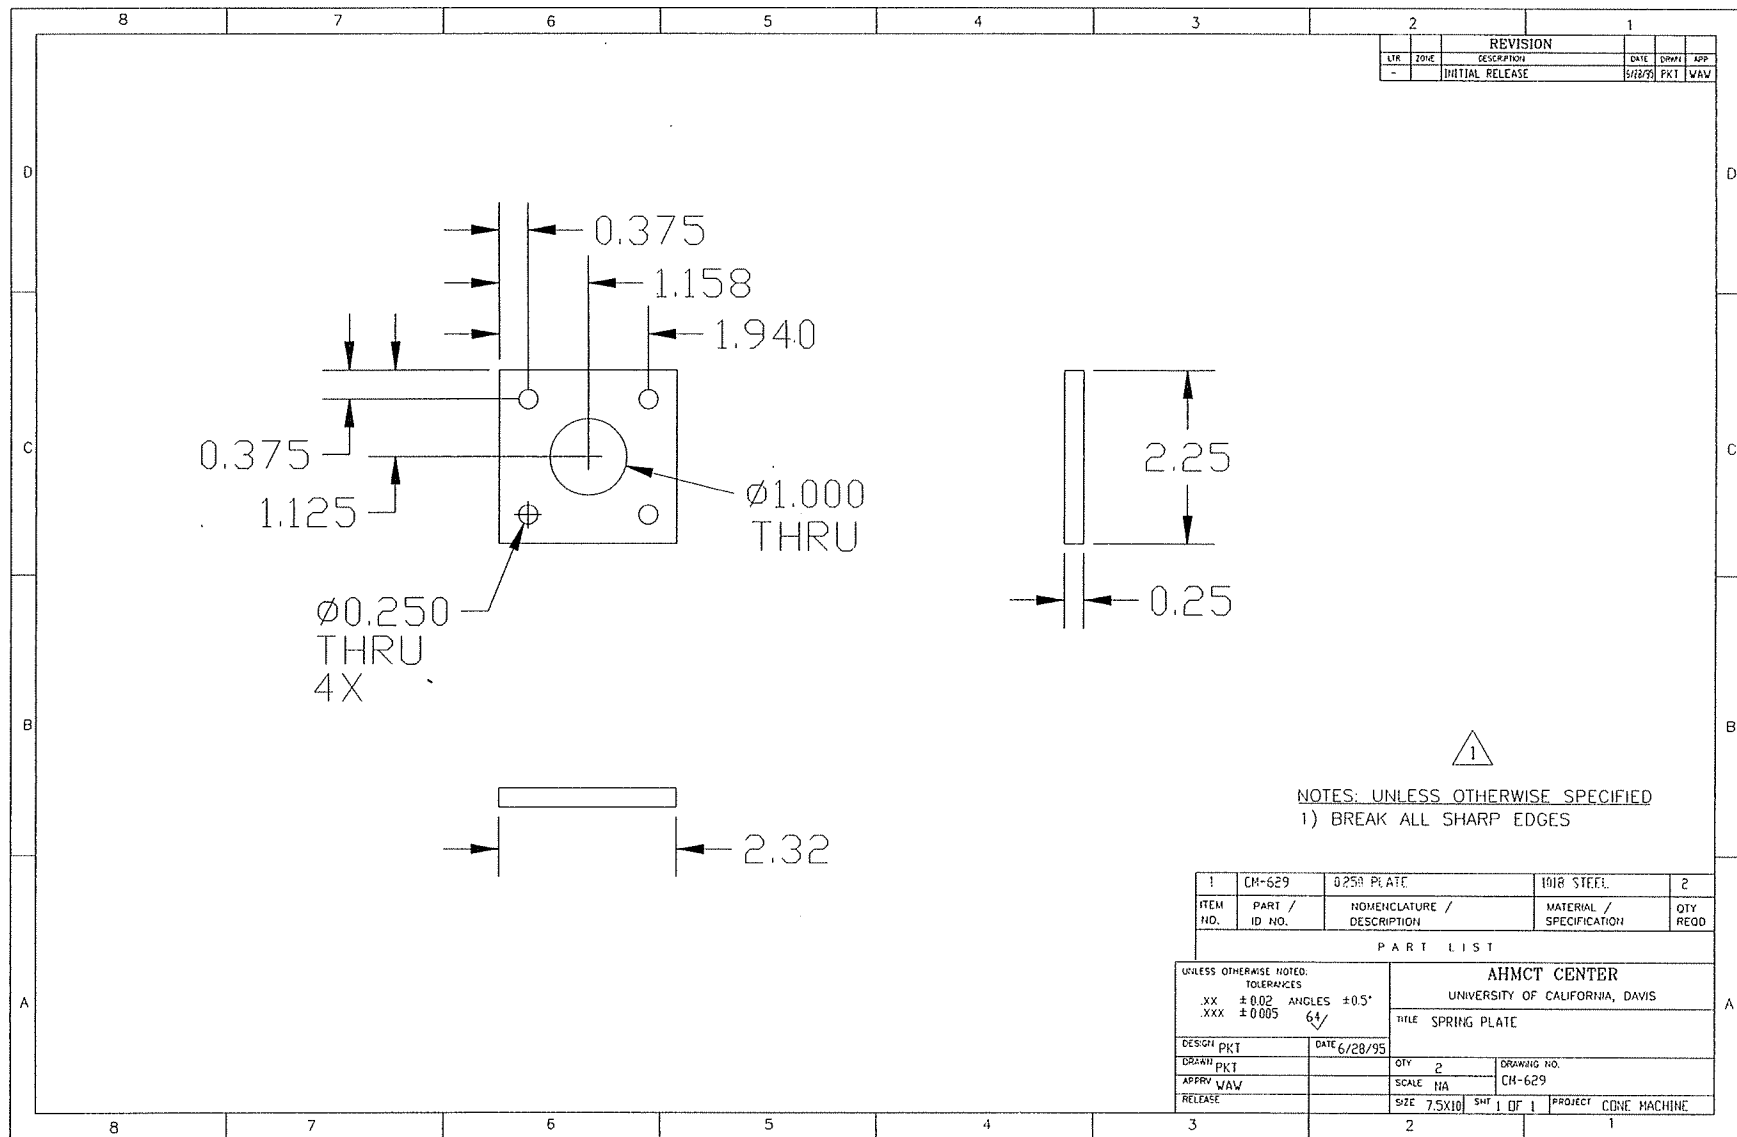 8 7 6 5 4 3 2 1
REVISION
LTR ZONE DESCRIPTION DATE DRWN APP
- INITIAL RELEASE PKT WAW
D D
0.375
1.158
1.940
C C
0.375
1.125
Ø1.000
THRU
2.25
0.25
Ø0.250
THRU
4X
B B
1
NOTES: UNLESS OTHERWISE SPECIFIED
1) BREAK ALL SHARP EDGES
2.32
1 CM-629 0.250 PLATE 1018 STEEL 2
ITEM NO. PART / ID NO. NOMENCLATURE / DESCRIPTION MATERIAL / SPECIFICATION QTY REQD
PART LIST
UNLESS OTHERWISE NOTED:
TOLERANCES
.XX ±0.02 ANGLES ±0.5°
.XXX ±0.005 64
AHMCT CENTER
UNIVERSITY OF CALIFORNIA, DAVIS
TITLE SPRING PLATE
A A
DESIGN PKT DATE 6/28/95
DRAWN PKT
APPRV WAW
RELEASE
QTY 2 DRAWING NO.
SCALE NA CM-629
SIZE 7.5X10 SHT 1 OF 1 PROJECT CONE MACHINE
8 7 6 5 4 3 2 1